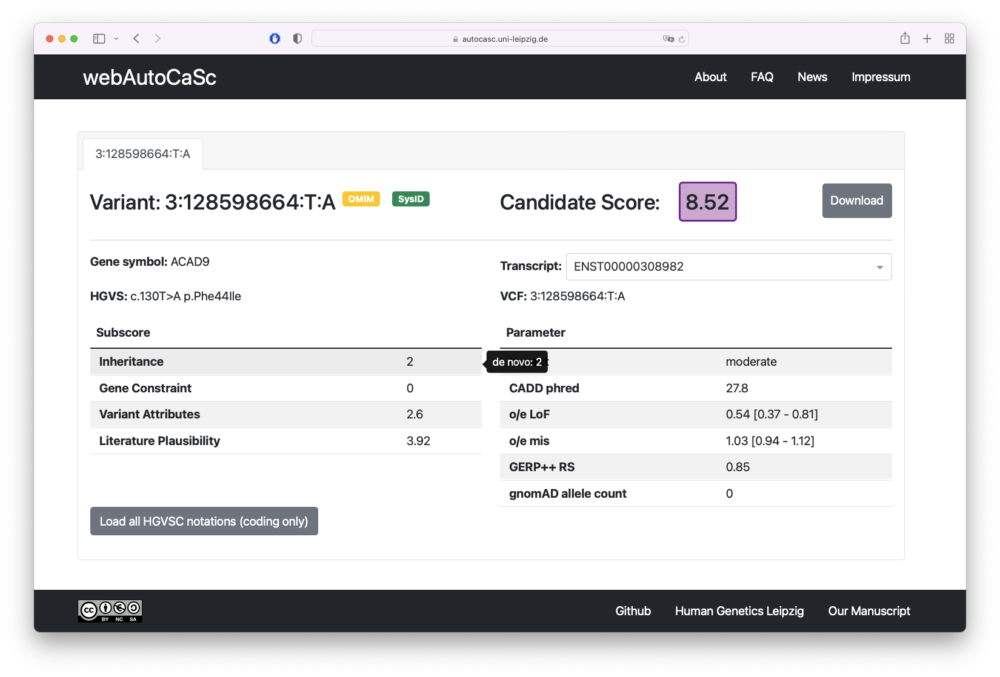 autocasc.uni-leipzig.de
webAutoCaSc
About FAQ News Impressum
3:128598664:T:A
Variant: 3:128598664:T:A OMIM SysID
Candidate Score: 8.52 Download
Gene symbol: ACAD9
Transcript: ENST00000308982
HGVS: c.130T>A p.Phe44Ile
VCF: 3:128598664:T:A
Subscore
Inheritance 2
Gene Constraint 0
Variant Attributes 2.6
Literature Plausibility 3.92
Load all HGVSC notations (coding only)
Parameter
de novo: 2
moderate
CADD phred 27.8
o/e LoF 0.54 [0.37 - 0.81]
o/e mis 1.03 [0.94 - 1.12]
GERP++ RS 0.85
gnomAD allele count 0
cc BY NC SA
Github Human Genetics Leipzig Our Manuscript